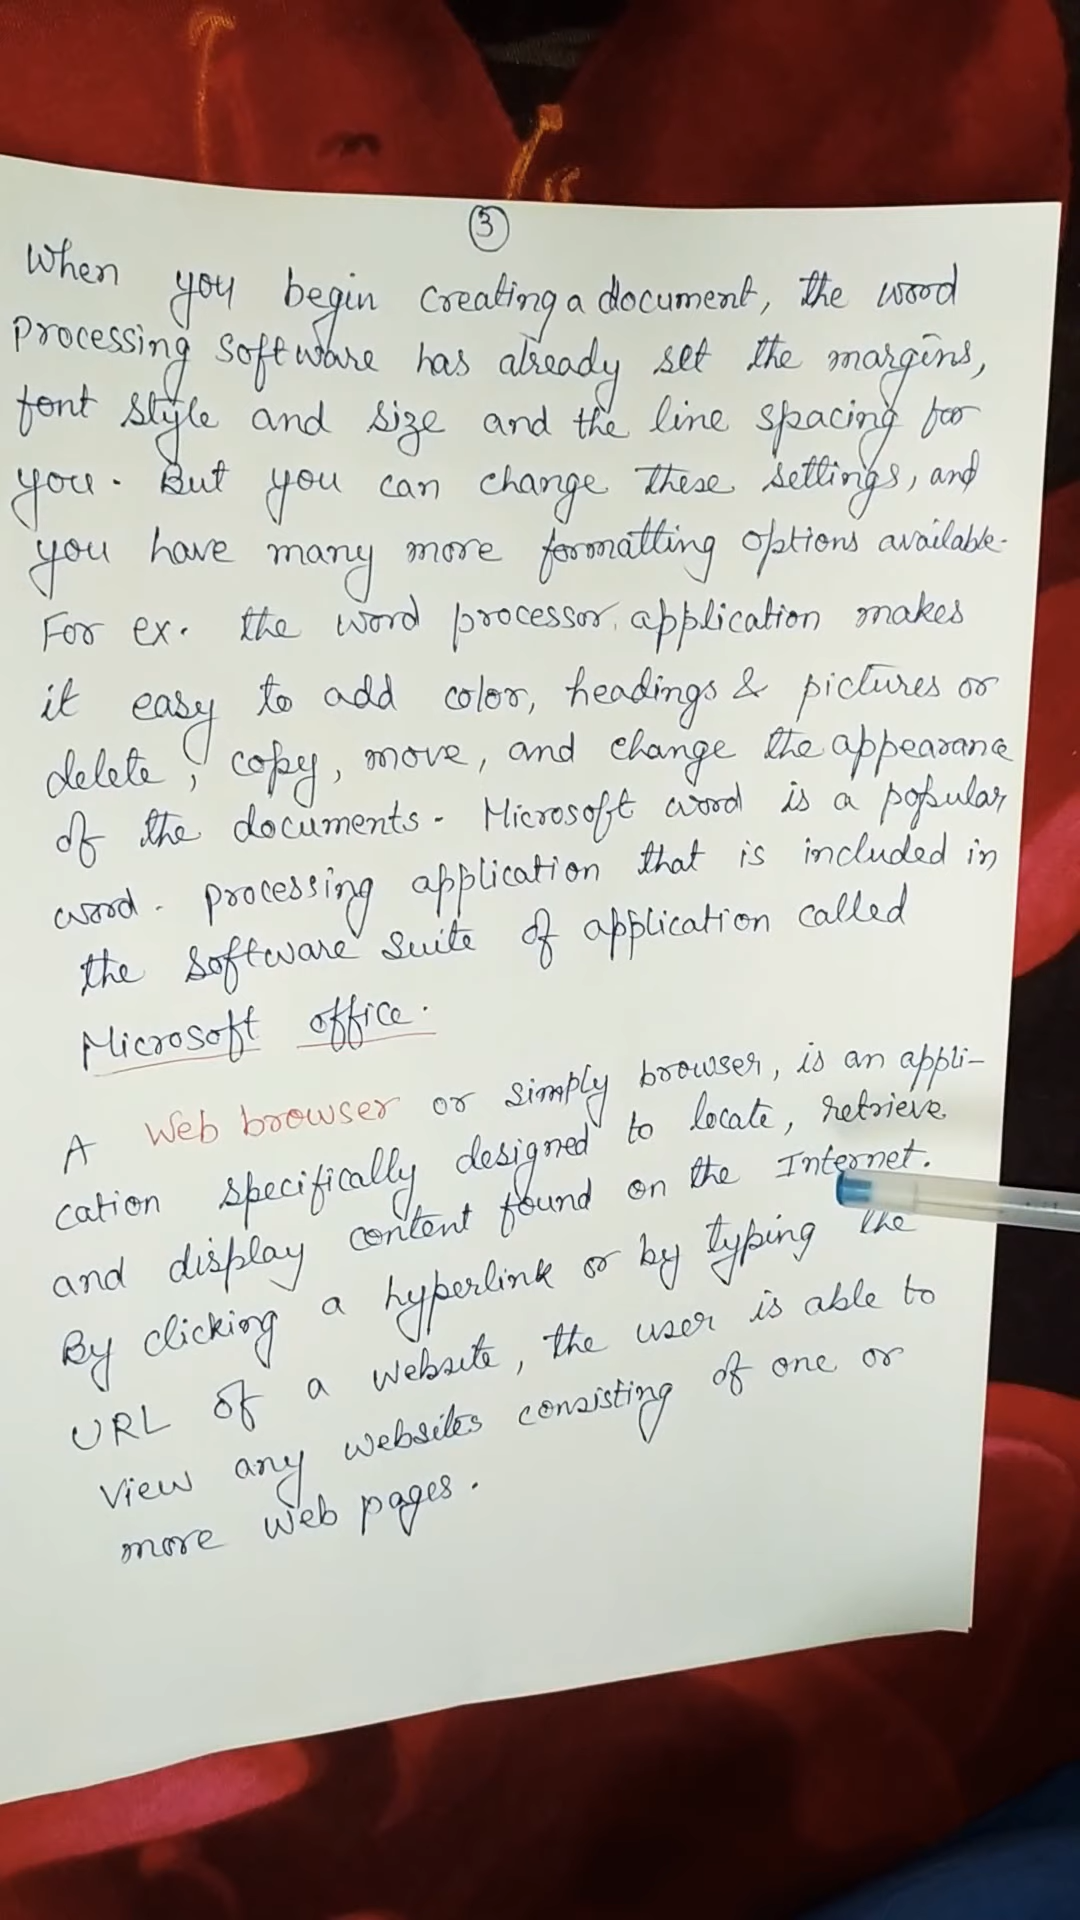 3
When you begin creating a document, the word
processing software has already set the margins,
font style and size and the line spacing for
you. But you can change these settings, and
you have many more formatting options available.
For ex. the word processor application makes
it easy to add color, headings & pictures or
delete, copy, move, and change the appearance
of the documents. Microsoft word is a popular
word-processing application that is included in
the software suite of application called
Microsoft office.
A Web browser or simply browser, is an appli-
cation specifically designed to locate, retrieve
and display content found on the Internet.
By clicking a hyperlink or by typing the
URL of a website, the user is able to
view any websites consisting of one or
more web pages.